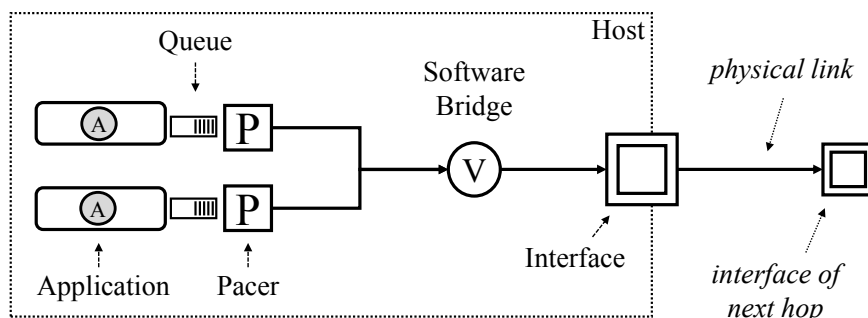 Queue
Host
Software
Bridge
physical link
A
P
V
A
P
Interface
Application
Pacer
interface of
next hop